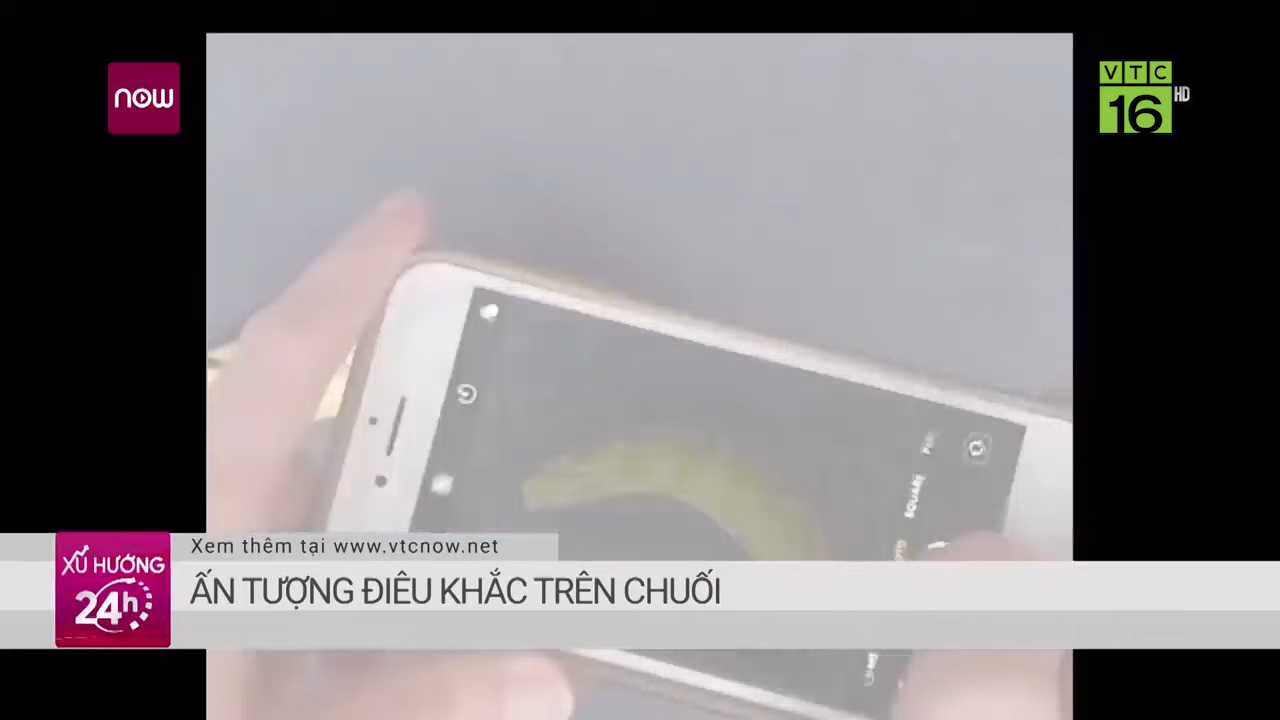 now
VTC
16 HD
SQUARE
Xem thêm tại www.vtcnow.net
XU HƯỚNG
24h
ẤN TƯỢNG ĐIÊU KHẮC TRÊN CHUỐI